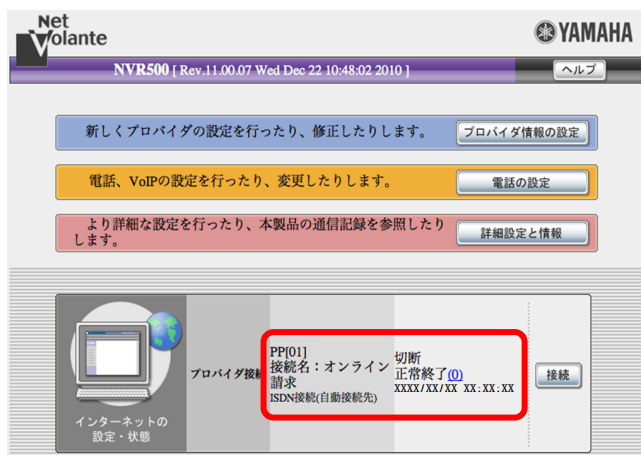 Net
Volante
YAMAHA
NVR500 [ Rev.11.00.07 Wed Dec 22 10:48:02 2010 ]
ヘルプ
新しくプロバイダの設定を行ったり、修正したりします。
プロバイダ情報の設定
電話、VoIPの設定を行ったり、変更したりします。
電話の設定
より詳細な設定を行ったり、本製品の通信記録を参照したり
します。
詳細設定と情報
インターネットの
設定・状態
プロバイダ接続
PP[01]
接続名：オンライン
請求
ISDN接続(自動接続先)
切断
正常終了(0)
XXXX/XX/XX XX:XX:XX
接続